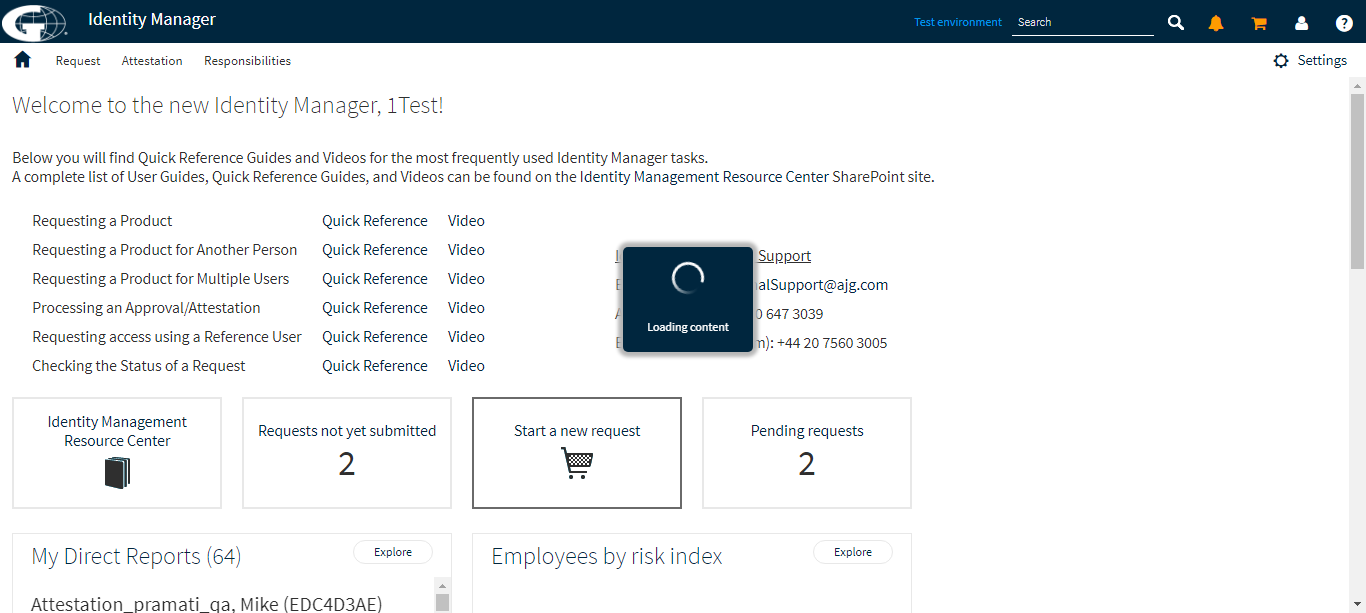 Identity Manager
Test environment
Search
Request Attestation Responsibilities
Settings
Welcome to the new Identity Manager, 1Test!
Below you will find Quick Reference Guides and Videos for the most frequently used Identity Manager tasks.
A complete list of User Guides, Quick Reference Guides, and Videos can be found on the Identity Management Resource Center SharePoint site.
Requesting a Product Quick Reference Video
Requesting a Product for Another Person Quick Reference Video
Requesting a Product for Multiple Users Quick Reference Video
Processing an Approval/Attestation Quick Reference Video
Requesting access using a Reference User Quick Reference Video
Checking the Status of a Request Quick Reference Video
Support
alSupport@ajg.com
647 3039
+44 20 7560 3005
Loading content
Identity Management
Resource Center
Requests not yet submitted
2
Start a new request
Pending requests
2
My Direct Reports (64)
Explore
Attestation_pramati_qa, Mike (EDC4D3AE)
Employees by risk index
Explore